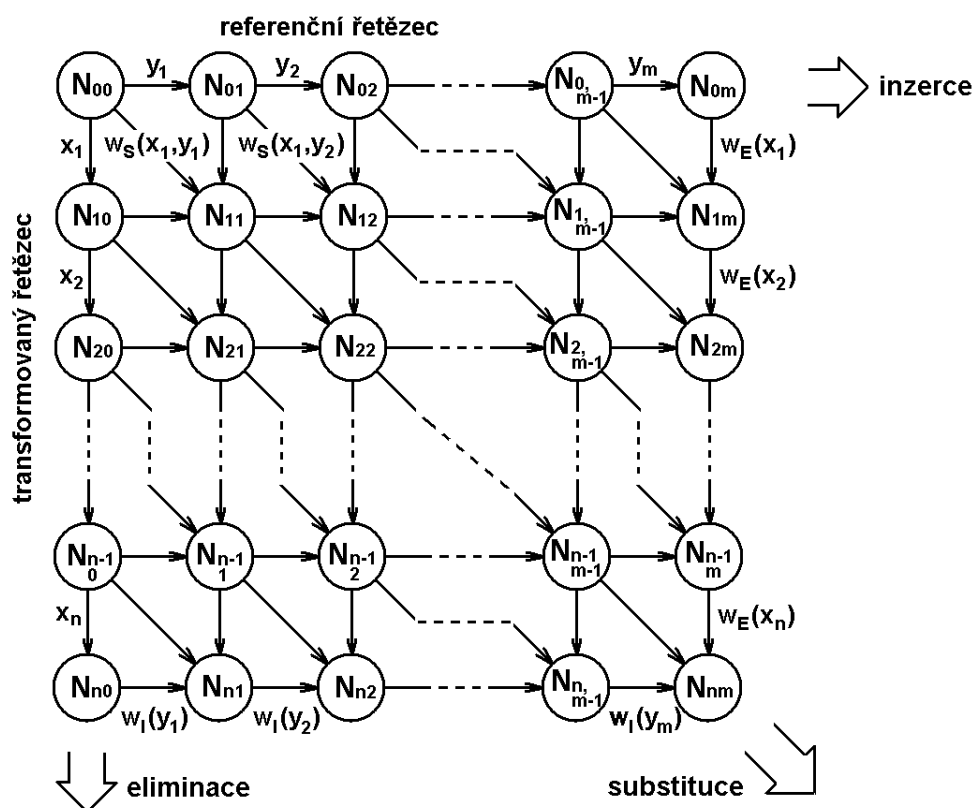 referenční řetězec
y1 y2 ym
N00 N01 N02 N0,m-1 N0m
inzerce
x1 wS(x1,y1) wS(x1,y2) wE(x1)
N10 N11 N12 N1,m-1 N1m
transformovaný řetězec
x2 wE(x2)
N20 N21 N22 N2,m-1 N2m
Nn-1 0 Nn-1 1 Nn-1 2 Nn-1 m-1 Nn-1 m
xn wE(xn)
Nn0 Nn1 Nn2 Nn,m-1 Nnm
wI(y1) wI(y2) wI(ym)
eliminace substituce